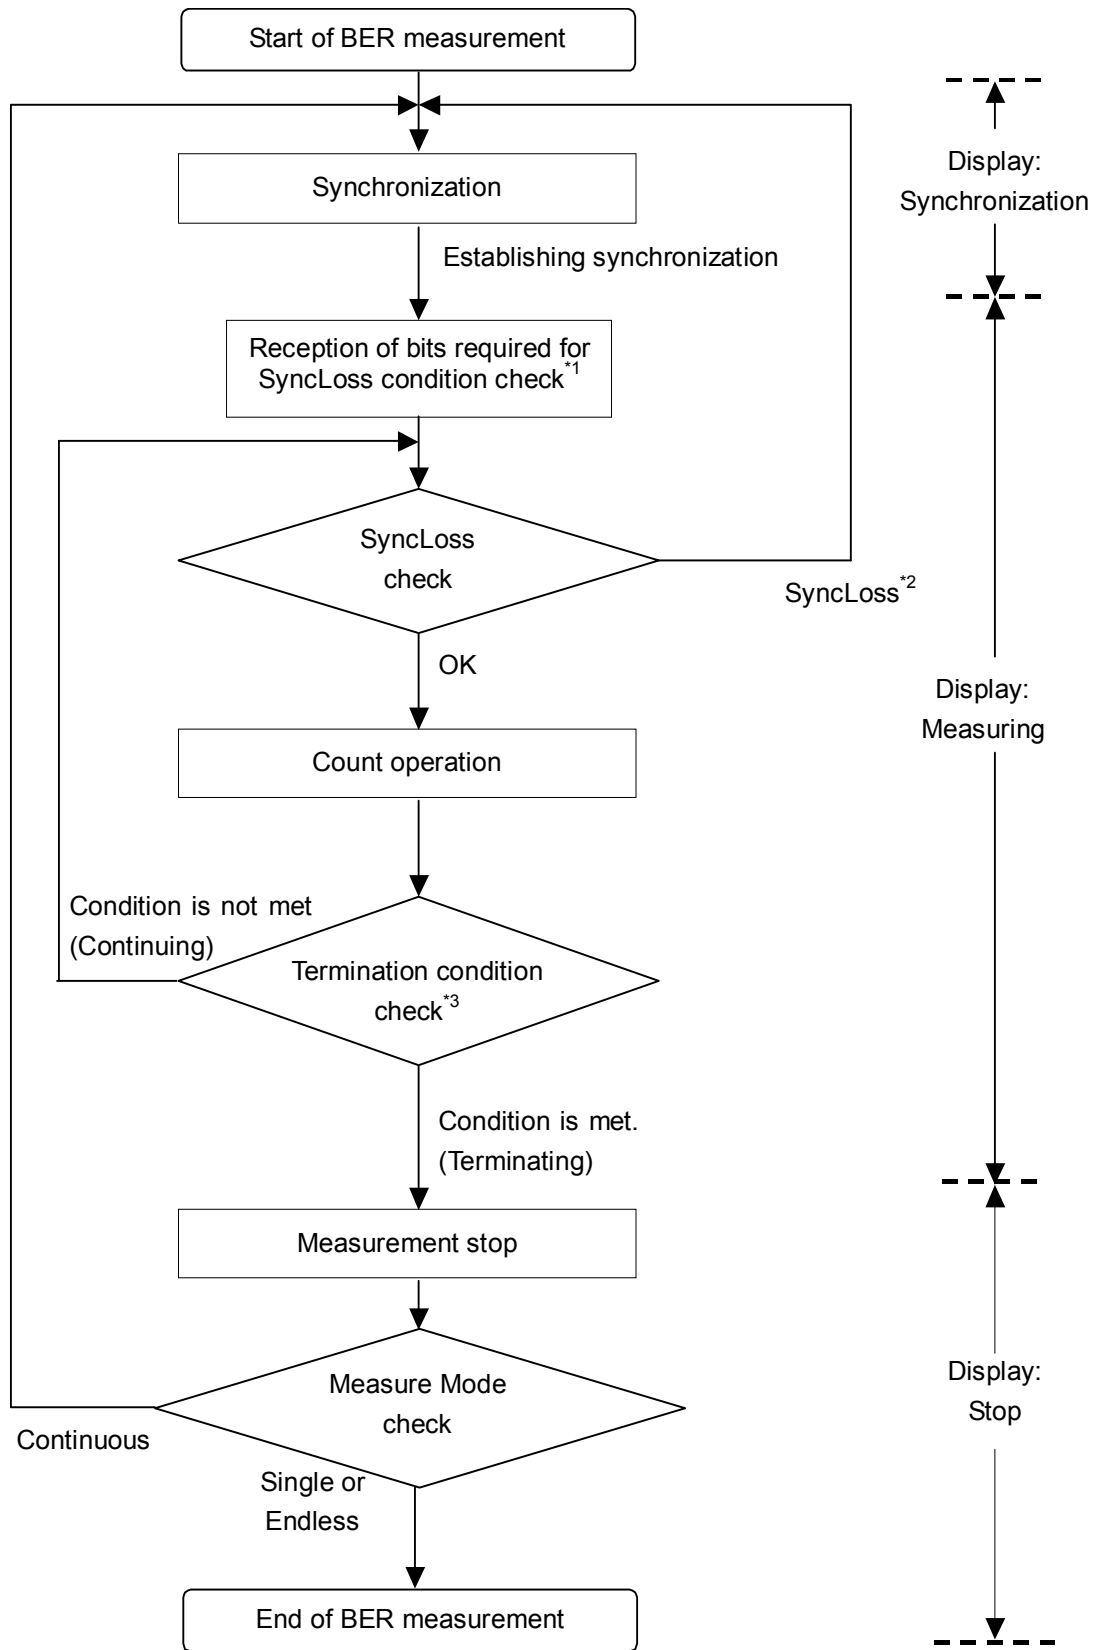 Start of BER measurement
Display:
Synchronization
Synchronization
Establishing synchronization
Reception of bits required for
SyncLoss condition check*1
SyncLoss
check
SyncLoss*2
OK
Display:
Measuring
Count operation
Condition is not met
(Continuing)
Termination condition
check*3
Condition is met.
(Terminating)
Measurement stop
Measure Mode
check
Display:
Stop
Continuous
Single or
Endless
End of BER measurement